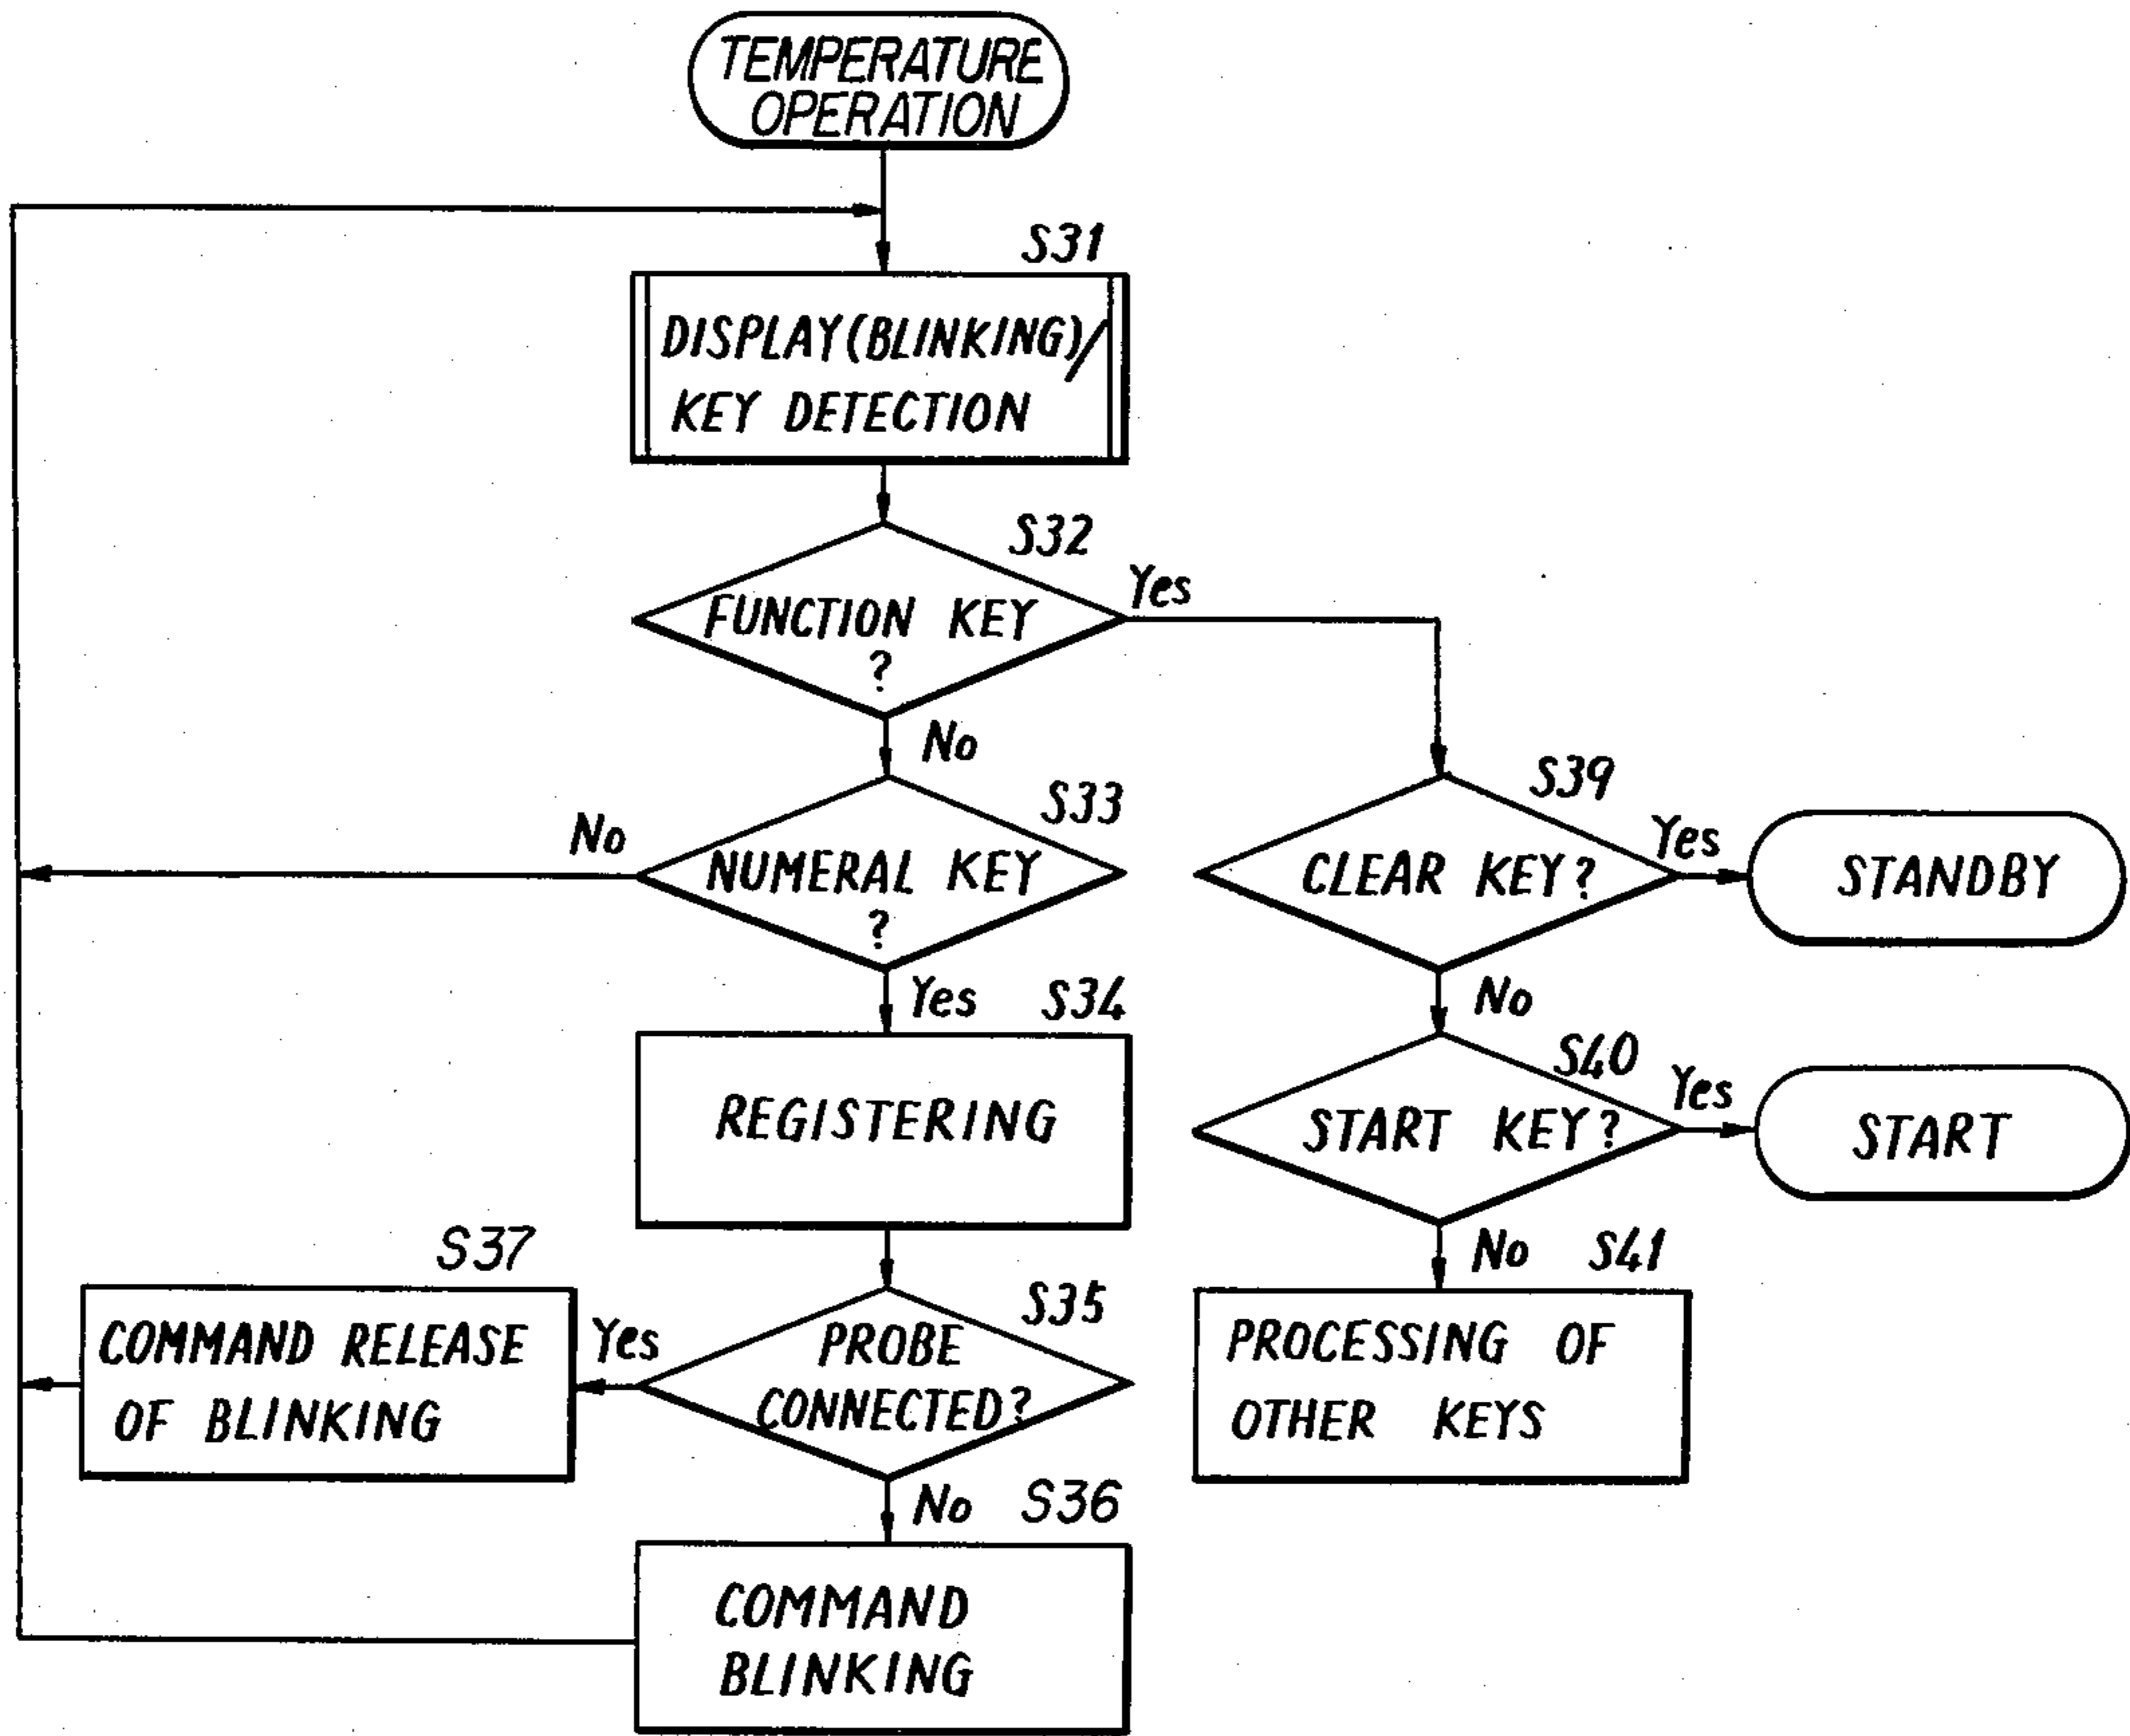 TEMPERATURE
OPERATION
S31
DISPLAY(BLINKING)/
KEY DETECTION
S32
FUNCTION KEY
?
Yes
No
S33
NUMERAL KEY
?
No
Yes
S39
CLEAR KEY?
Yes
STANDBY
No
S34
REGISTERING
S40
START KEY?
Yes
START
No
S41
PROCESSING OF
OTHER KEYS
S35
PROBE
CONNECTED?
Yes
S37
COMMAND RELEASE
OF BLINKING
No
S36
COMMAND
BLINKING